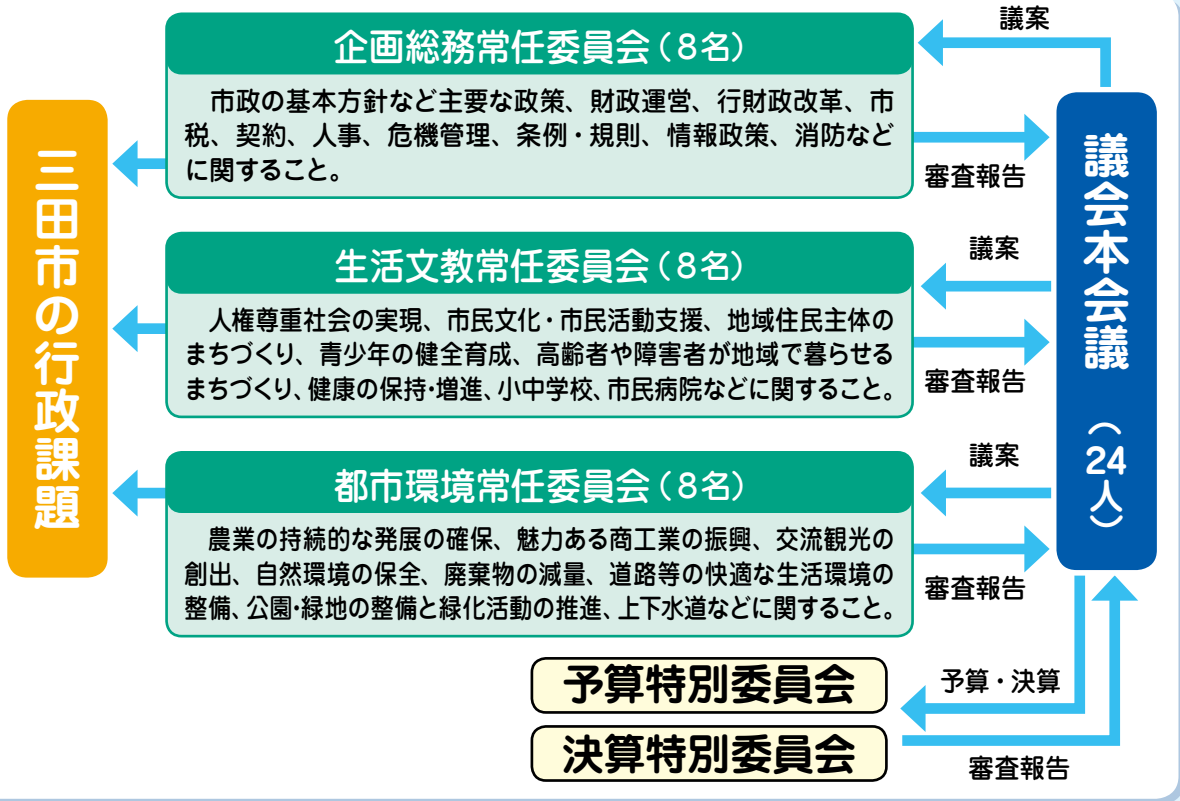 三田市の行政課題
企画総務常任委員会（8名）
市政の基本方針など主要な政策、財政運営、行財政改革、市
税、契約、人事、危機管理、条例・規則、情報政策、消防など
に関すること。
議案
審査報告
生活文教常任委員会（8名）
人権尊重社会の実現、市民文化・市民活動支援、地域住民主体の
まちづくり、青少年の健全育成、高齢者や障害者が地域で暮らせる
まちづくり、健康の保持・増進、小中学校、市民病院などに関すること。
議案
審査報告
都市環境常任委員会（8名）
農業の持続的な発展の確保、魅力ある商工業の振興、交流観光の
創出、自然環境の保全、廃棄物の減量、道路等の快適な生活環境の
整備、公園・緑地の整備と緑化活動の推進、上下水道などに関すること。
議案
審査報告
議会本会議（24人）
予算特別委員会
予算・決算
決算特別委員会
審査報告